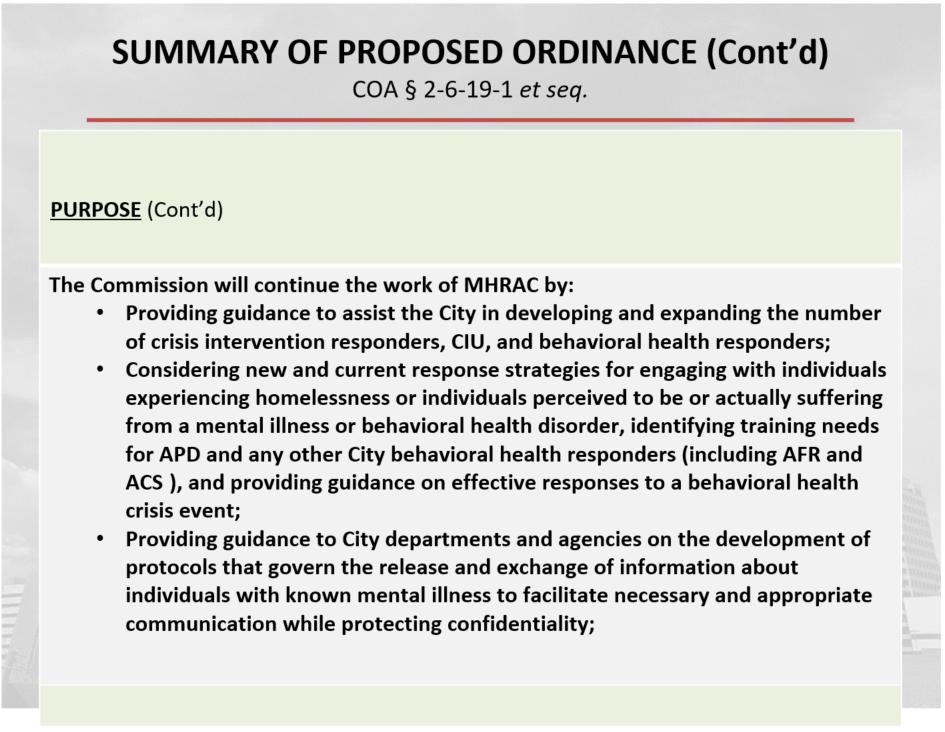 SUMMARY OF PROPOSED ORDINANCE (Cont’d)
COA § 2-6-19-1 et seq.
PURPOSE (Cont’d)
The Commission will continue the work of MHRAC by:
• Providing guidance to assist the City in developing and expanding the number
of crisis intervention responders, CIU, and behavioral health responders;
• Considering new and current response strategies for engaging with individuals
experiencing homelessness or individuals perceived to be or actually suffering
from a mental illness or behavioral health disorder, identifying training needs
for APD and any other City behavioral health responders (including AFR and
ACS ), and providing guidance on effective responses to a behavioral health
crisis event;
• Providing guidance to City departments and agencies on the development of
protocols that govern the release and exchange of information about
individuals with known mental illness to facilitate necessary and appropriate
communication while protecting confidentiality;